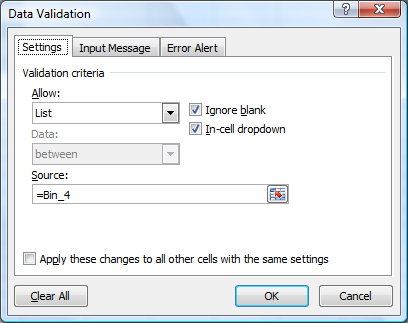 Data Validation
Settings Input Message Error Alert
Validation criteria
Allow:
List
Ignore blank
In-cell dropdown
Data:
between
Source:
=Bin_4
Apply these changes to all other cells with the same settings
Clear All OK Cancel